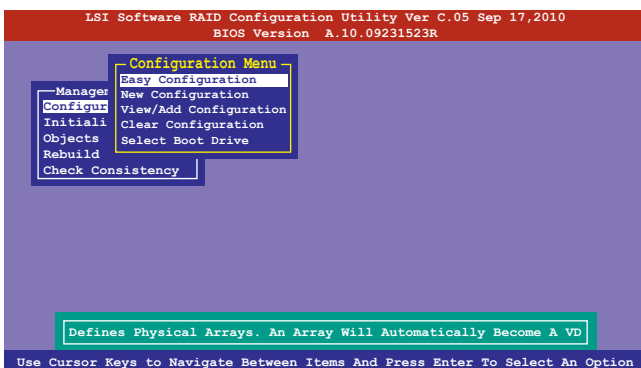 LSI Software RAID Configuration Utility Ver C.05 Sep 17,2010
BIOS Version A.10.09231523R
Configuration Menu
Easy Configuration
New Configuration
View/Add Configuration
Clear Configuration
Select Boot Drive
Managem
Configur
Initiali
Objects
Rebuild
Check Consistency
Defines Physical Arrays. An Array Will Automatically Become A VD
Use Cursor Keys to Navigate Between Items And Press Enter To Select An Option